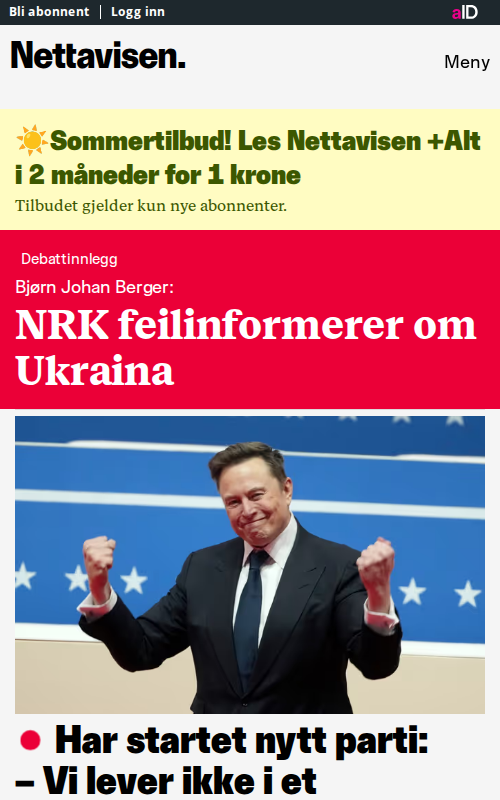 Bli abonnent
Logg inn
aID
Nettavisen.
Meny
Sommertilbud! Les Nettavisen +Alt
i 2 måneder for 1 krone
Tilbudet gjelder kun nye abonnenter.
Debattinnlegg
Bjørn Johan Berger:
NRK feilinformerer om
Ukraina
Har startet nytt parti:
– Vi lever ikke i et